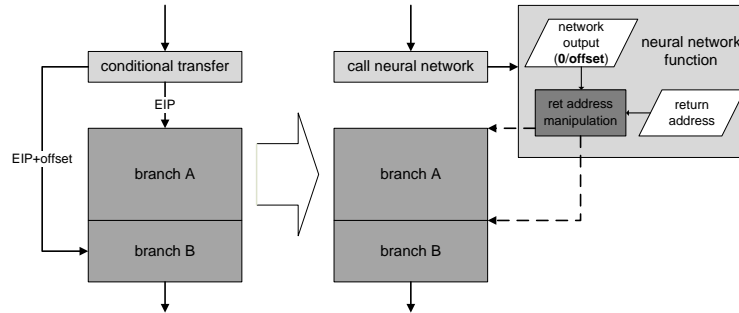 conditional transfer
EIP
EIP+offset
branch A
branch B
call neural network
branch A
branch B
network
output
(0/offset)
neural network
function
ret address
manipulation
return
address